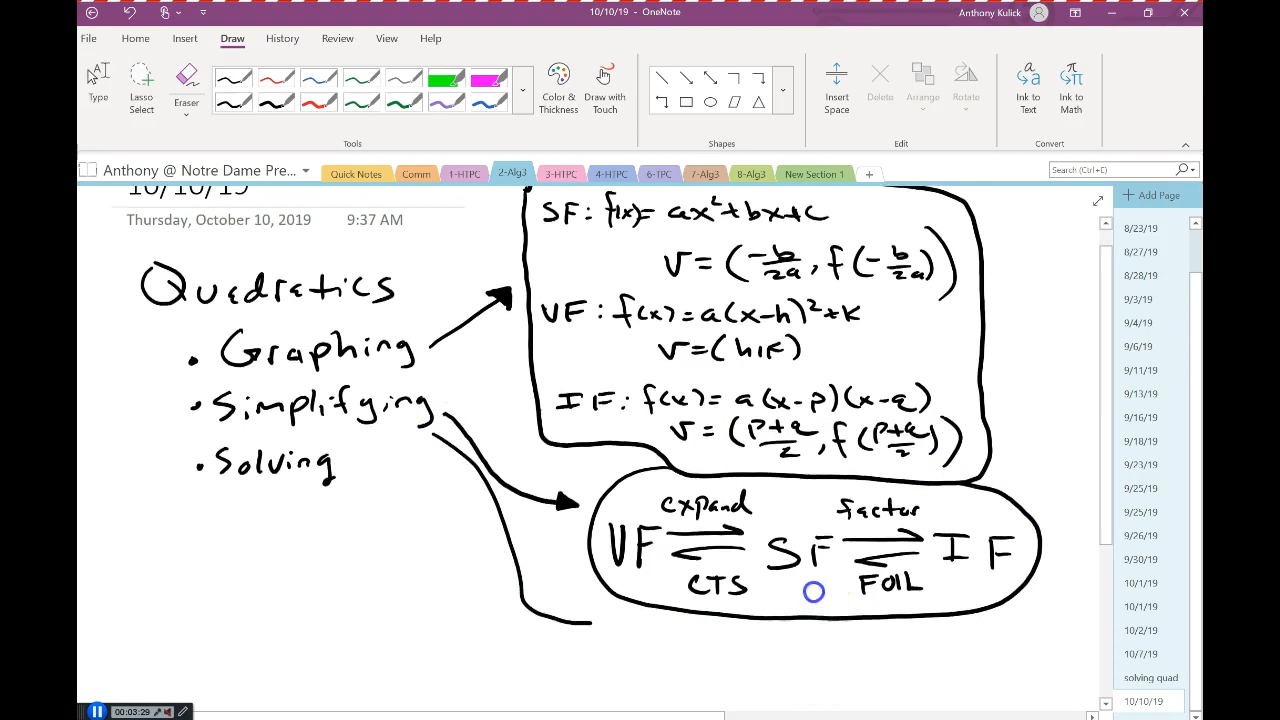 10/10/19 - OneNote
Anthony Kulick
File Home Insert Draw History Review View Help
Type
Lasso Select
Eraser
Color & Thickness
Draw with Touch
Insert Space
Delete
Arrange
Rotate
Ink to Text
Ink to Math
Tools
Shapes
Edit
Convert
Anthony @ Notre Dame Pre...
Quick Notes
Comm
1-HTPC
2-Alg3
3-HTPC
4-HTPC
6-TPC
7-Alg3
8-Alg3
New Section 1
Search (Ctrl+E)
10/10/19
Thursday, October 10, 2019 9:37 AM
Quadratics
• Graphing
• Simplifying
• Solving
SF: f(x)= ax²+bx+c
V = (-b/2a, f(-b/2a))
VF: f(x)= a(x-h)²+k
V=(h,k)
IF: f(x)= a(x-p)(x-q)
V = (p+q/2, f(p+q/2))
expand factor
VF SF IF
CTS FOIL
Add Page
8/23/19
8/27/19
8/28/19
9/3/19
9/4/19
9/6/19
9/11/19
9/13/19
9/16/19
9/18/19
9/23/19
9/25/19
9/25/19
9/26/19
9/30/19
10/1/19
10/1/19
10/2/19
10/7/19
solving quad
10/10/19
00:03:29